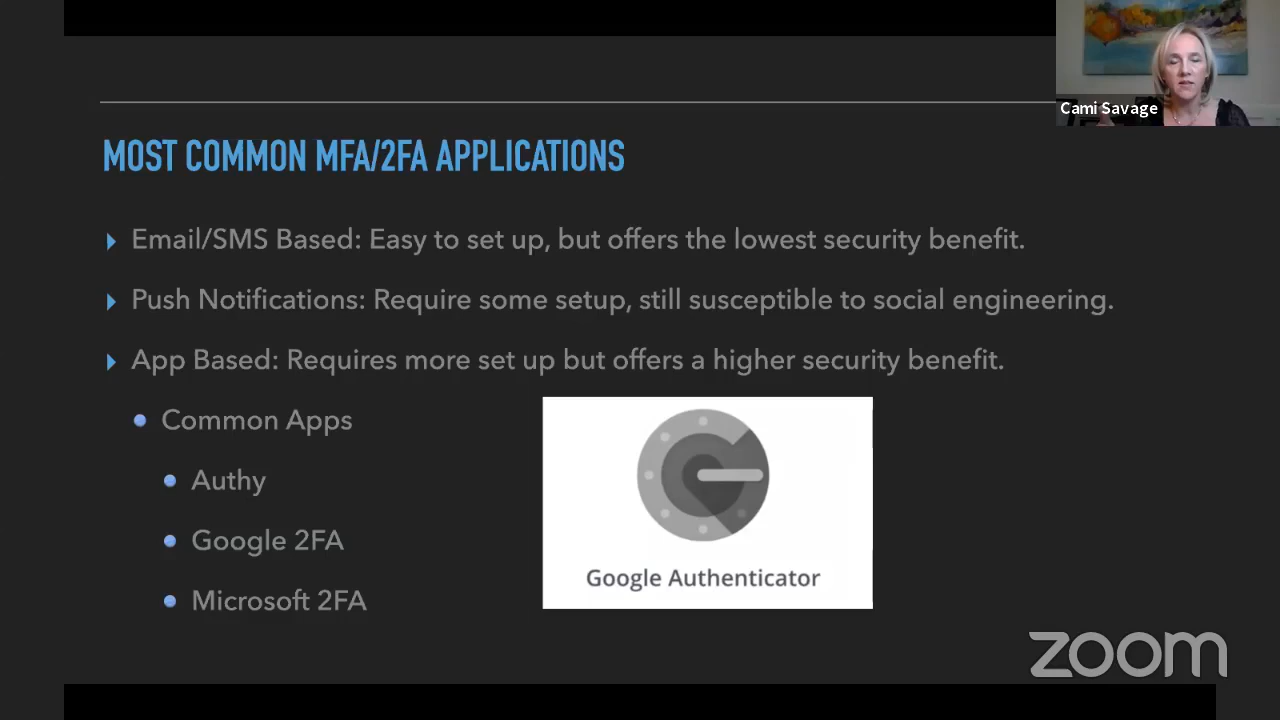 Cami Savage
MOST COMMON MFA/2FA APPLICATIONS
Email/SMS Based: Easy to set up, but offers the lowest security benefit.
Push Notifications: Require some setup, still susceptible to social engineering.
App Based: Requires more set up but offers a higher security benefit.
Common Apps
Authy
Google 2FA
Microsoft 2FA
Google Authenticator
zoom